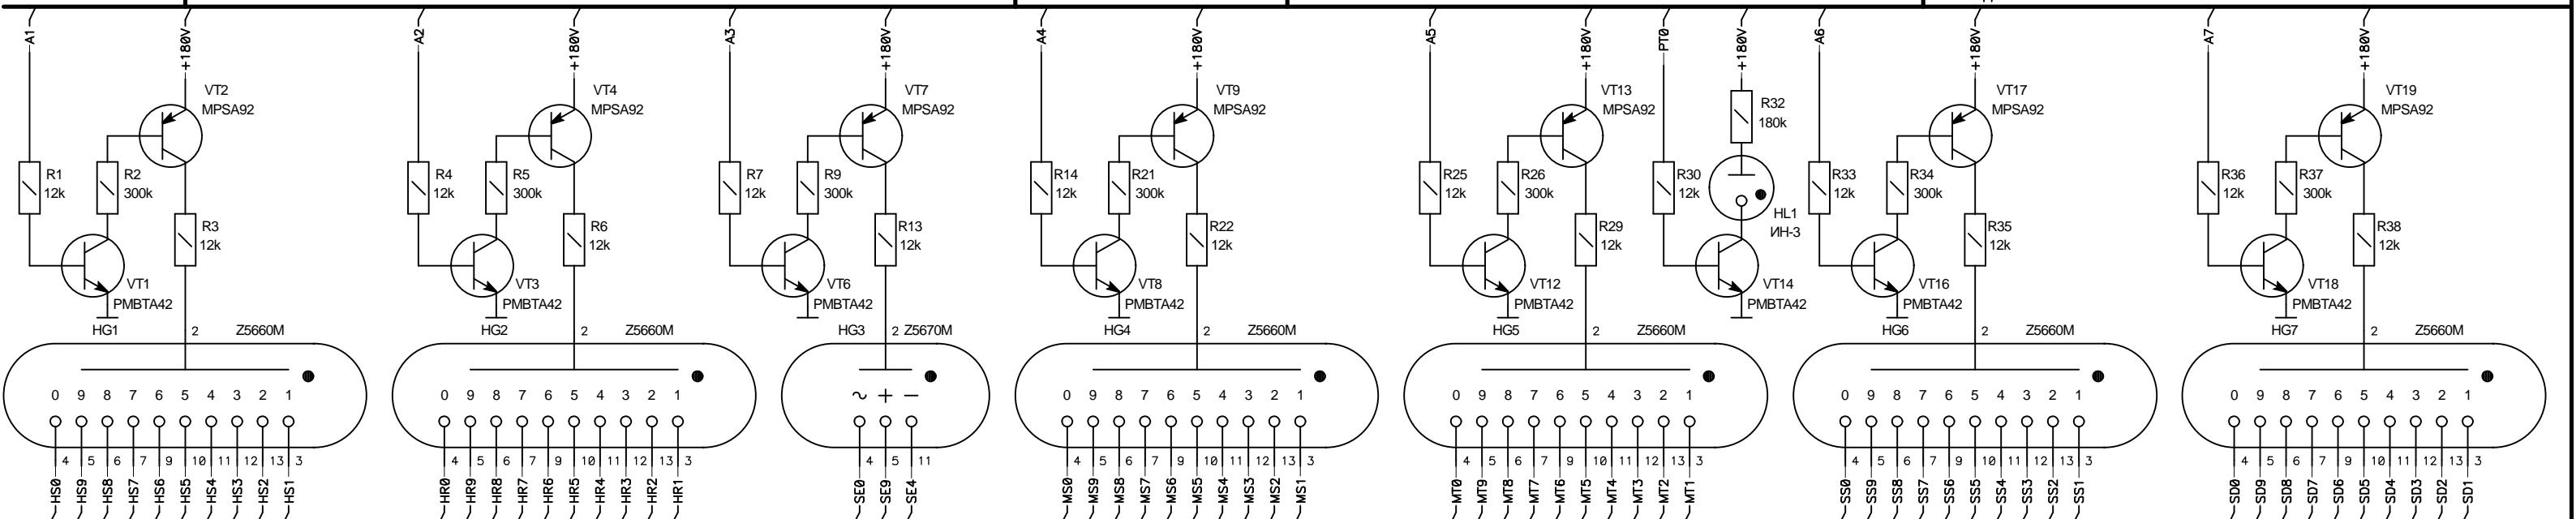 A1 +180V A2 +180V A3 +180V A4 +180V A5 +180V PT0 +180V A6 +180V A7 +180V
VT2 VT4 VT7 VT9 VT13 VT17 VT19
MPSA92 MPSA92 MPSA92 MPSA92 MPSA92 MPSA92 MPSA92
R32
180k
R1 R2 R4 R5 R7 R9 R14 R21 R25 R26 R30 R33 R34 R36 R37
12k 300k 12k 300k 12k 300k 12k 300k 12k 300k 12k 12k 300k 12k 300k
HL1
ИН-3
R3 R6 R13 R22 R29 R35 R38
12k 12k 12k 12k 12k 12k 12k
VT1 VT3 VT6 VT8 VT12 VT14 VT16 VT18
PMBTA42 PMBTA42 PMBTA42 PMBTA42 PMBTA42 PMBTA42 PMBTA42 PMBTA42
HG1 2 Z5660M HG2 2 Z5660M HG3 2 Z5670M HG4 2 Z5660M HG5 2 Z5660M HG6 2 Z5660M HG7 2 Z5660M
0 9 8 7 6 5 4 3 2 1 0 9 8 7 6 5 4 3 2 1 ~ + − 0 9 8 7 6 5 4 3 2 1 0 9 8 7 6 5 4 3 2 1 0 9 8 7 6 5 4 3 2 1 0 9 8 7 6 5 4 3 2 1
4 5 6 7 9 10 11 12 13 3 4 5 6 7 9 10 11 12 13 3 4 5 11 4 5 6 7 9 10 11 12 13 3 4 5 6 7 9 10 11 12 13 3 4 5 6 7 9 10 11 12 13 3 4 5 6 7 9 10 11 12 13 3
HS0 HS9 HS8 HS7 HS6 HS5 HS4 HS3 HS2 HS1 HR0 HR9 HR8 HR7 HR6 HR5 HR4 HR3 HR2 HR1 SE0 SE9 SE4 MS0 MS9 MS8 MS7 MS6 MS5 MS4 MS3 MS2 MS1 MT0 MT9 MT8 MT7 MT6 MT5 MT4 MT3 MT2 MT1 SS0 SS9 SS8 SS7 SS6 SS5 SS4 SS3 SS2 SS1 SD0 SD9 SD8 SD7 SD6 SD5 SD4 SD3 SD2 SD1